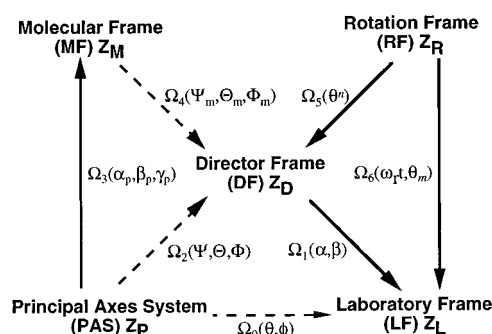 Molecular Frame
(MF) Z_M
Rotation Frame
(RF) Z_R
Ω₄(Ψₘ,Θₘ,Φₘ)
Ω₅(θⁿ)
Ω₃(αₚ,βₚ,γₚ)
Director Frame
(DF) Z_D
Ω₆(ωᵣt,θₘ)
Ω₂(Ψ,Θ,Φ)
Ω₁(α,β)
Principal Axes System
(PAS) Z_P
Laboratory Frame
(LF) Z_L
Ω₀(θ,ϕ)